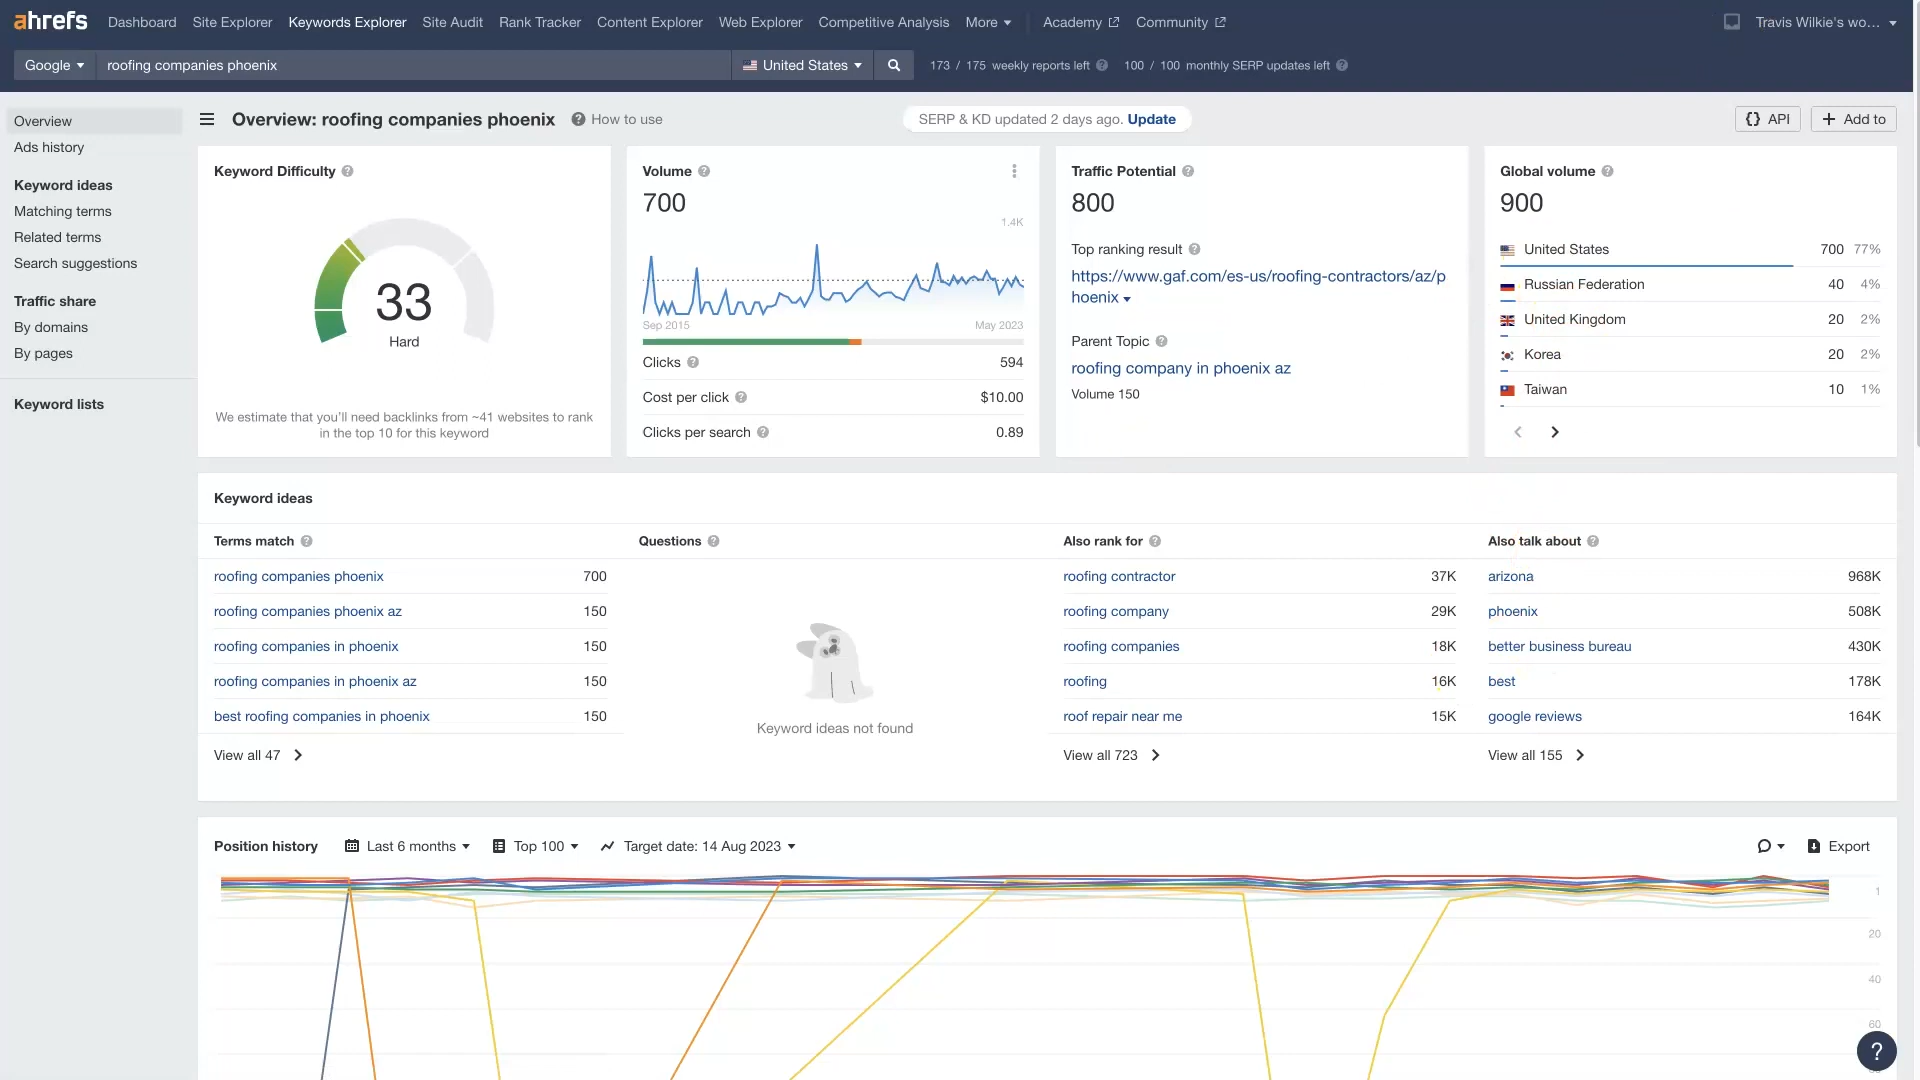 ahrefs Dashboard Site Explorer Keywords Explorer Site Audit Rank Tracker Content Explorer Web Explorer Competitive Analysis More Academy Community Travis Wilkie's wo...
Google roofing companies phoenix United States 173 / 175 weekly reports left 100 / 100 monthly SERP updates left
Overview
Ads history
Keyword ideas
Matching terms
Related terms
Search suggestions
Traffic share
By domains
By pages
Keyword lists
Overview: roofing companies phoenix How to use SERP & KD updated 2 days ago. Update API Add to
Keyword Difficulty
33
Hard
We estimate that you'll need backlinks from ~41 websites to rank
in the top 10 for this keyword
Volume
700
1.4K
Sep 2015 May 2023
Clicks 594
Cost per click $10.00
Clicks per search 0.89
Traffic Potential
800
Top ranking result
https://www.gaf.com/es-us/roofing-contractors/az/p
hoenix
Parent Topic
roofing company in phoenix az
Volume 150
Global volume
900
United States 700 77%
Russian Federation 40 4%
United Kingdom 20 2%
Korea 20 2%
Taiwan 10 1%
Keyword ideas
Terms match
roofing companies phoenix 700
roofing companies phoenix az 150
roofing companies in phoenix 150
roofing companies in phoenix az 150
best roofing companies in phoenix 150
View all 47
Questions
Keyword ideas not found
Also rank for
roofing contractor 37K
roofing company 29K
roofing companies 18K
roofing 16K
roof repair near me 15K
View all 723
Also talk about
arizona 968K
phoenix 508K
better business bureau 430K
best 178K
google reviews 164K
View all 155
Position history Last 6 months Top 100 Target date: 14 Aug 2023 Export
1
20
40
60
?